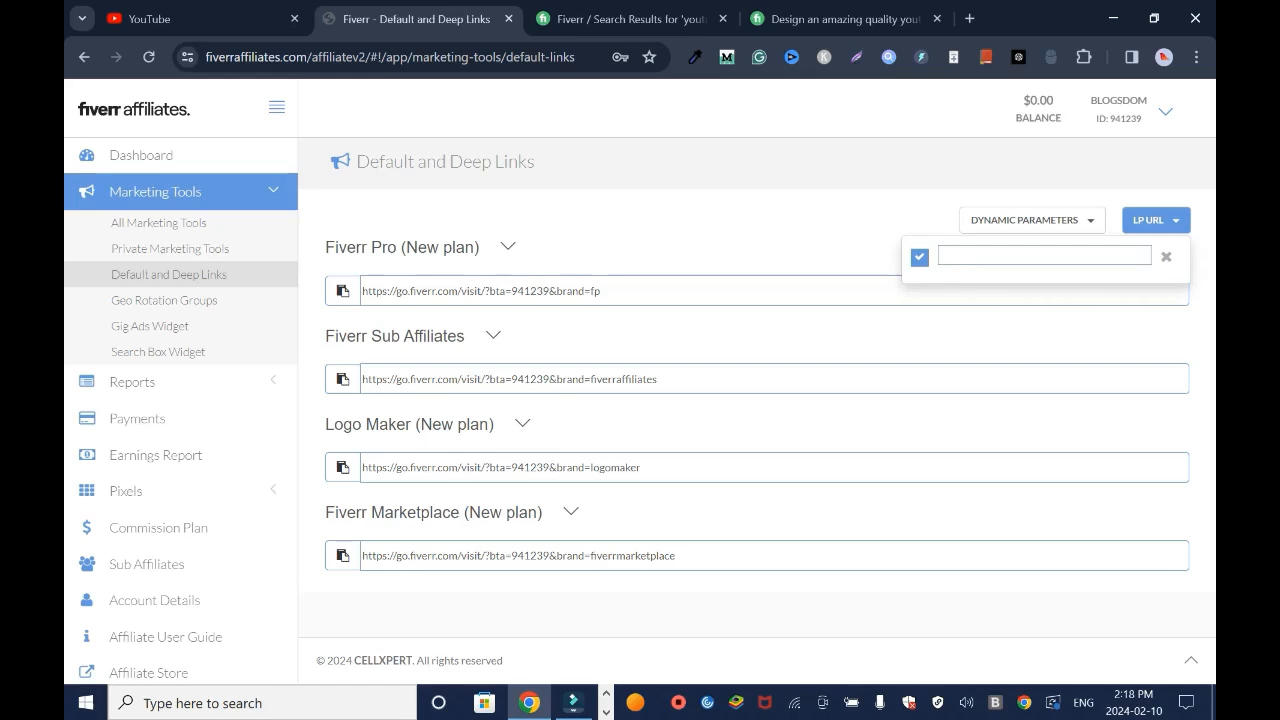 YouTube
Fiverr - Default and Deep Links
Fiverr / Search Results for 'yout
Design an amazing quality you
fiverraffiliates.com/affiliatev2/#!/app/marketing-tools/default-links
fiverr affiliates.
$0.00
BALANCE
BLOGSDOM
ID: 941239
Dashboard
Marketing Tools
All Marketing Tools
Private Marketing Tools
Default and Deep Links
Geo Rotation Groups
Gig Ads Widget
Search Box Widget
Reports
Payments
Earnings Report
Pixels
Commission Plan
Sub Affiliates
Account Details
Affiliate User Guide
Affiliate Store
Default and Deep Links
DYNAMIC PARAMETERS
LP URL
Fiverr Pro (New plan)
https://go.fiverr.com/visit/?bta=941239&brand=fp
Fiverr Sub Affiliates
https://go.fiverr.com/visit/?bta=941239&brand=fiverraffiliates
Logo Maker (New plan)
https://go.fiverr.com/visit/?bta=941239&brand=logomaker
Fiverr Marketplace (New plan)
https://go.fiverr.com/visit/?bta=941239&brand=fiverrmarketplace
© 2024 CELLXPERT. All rights reserved
Type here to search
ENG
2:18 PM
2024-02-10